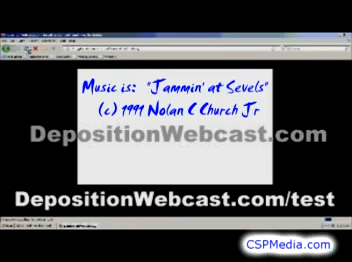 Music is: "Jammin' at Sevels"
(c) 1991 Nolan C Church Jr
DepositionWebcast.com
DepositionWebcast.com/test
CSPMedia.com